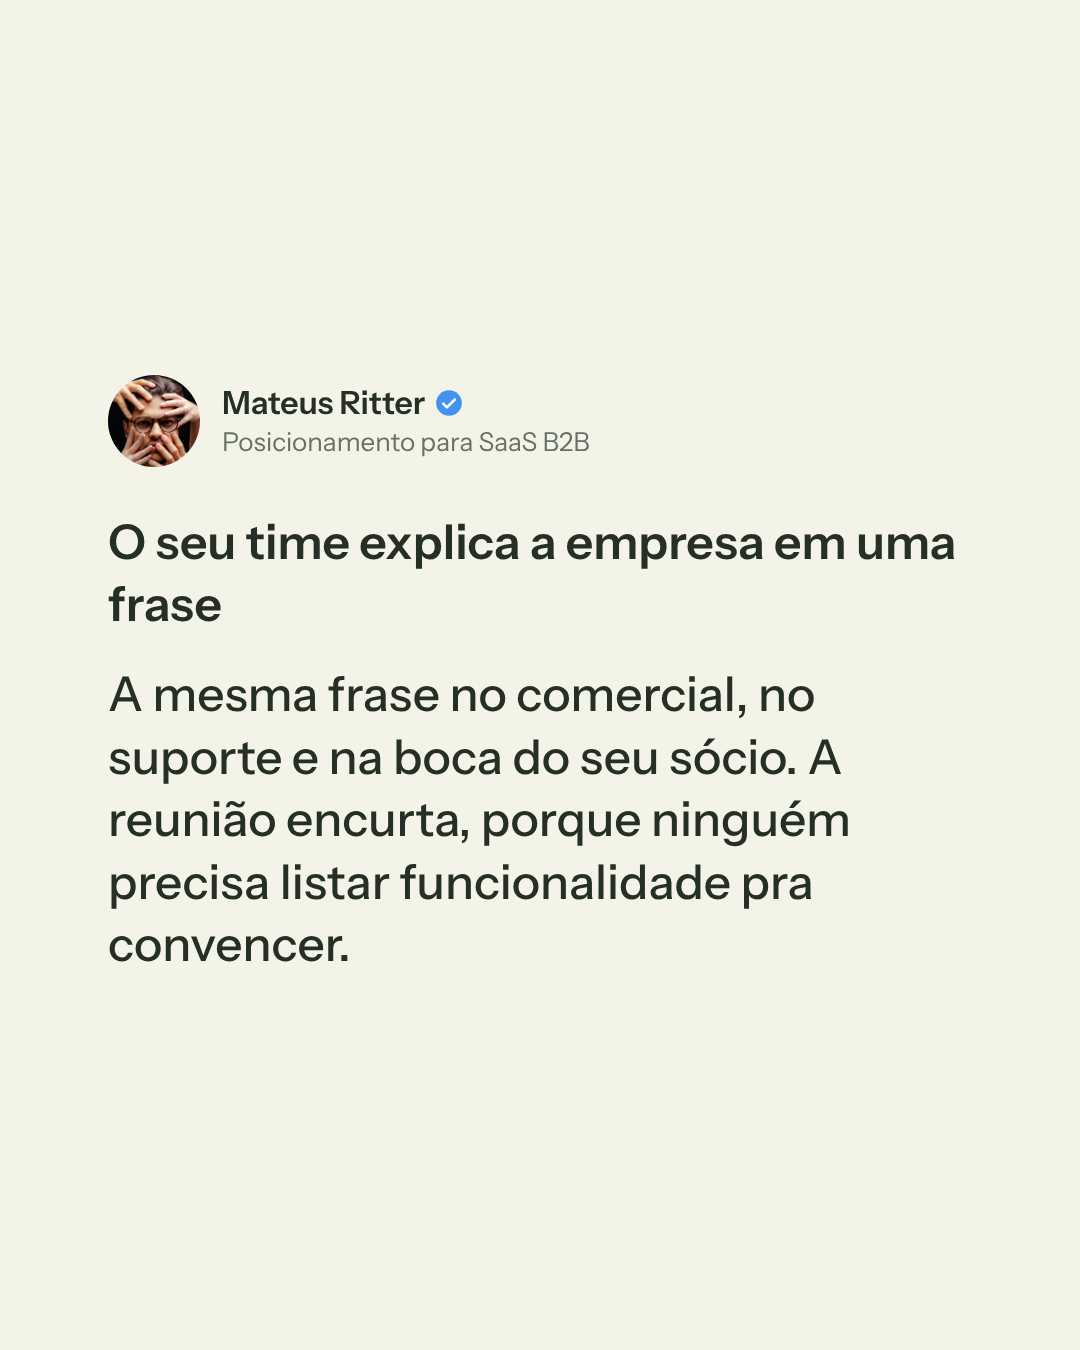 Mateus Ritter
Posicionamento para SaaS B2B
O seu time explica a empresa em uma
frase
A mesma frase no comercial, no
suporte e na boca do seu sócio. A
reunião encurta, porque ninguém
precisa listar funcionalidade pra
convencer.